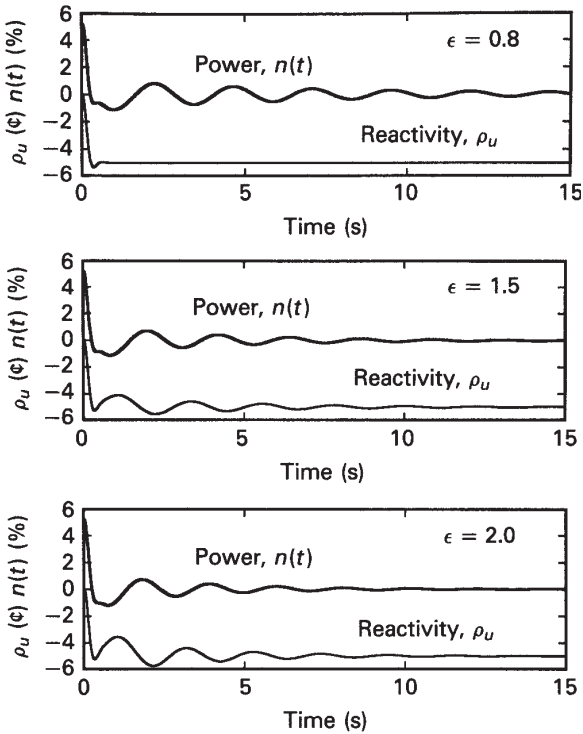 6
4
2
0
−2
−4
−6
ρu (¢) n(t) (%)
ϵ = 0.8
Power, n(t)
Reactivity, ρu
0 5 10 15
Time (s)
6
4
2
0
−2
−4
−6
ρu (¢) n(t) (%)
ϵ = 1.5
Power, n(t)
Reactivity, ρu
0 5 10 15
Time (s)
6
4
2
0
−2
−4
−6
ρu (¢) n(t) (%)
ϵ = 2.0
Power, n(t)
Reactivity, ρu
0 5 10 15
Time (s)